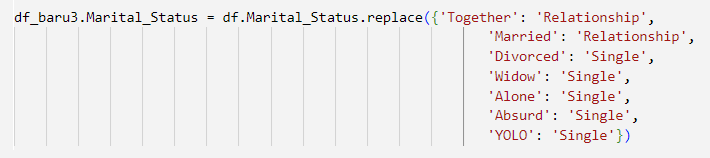 df_baru3.Marital_Status = df.Marital_Status.replace({'Together': 'Relationship',
'Married': 'Relationship',
'Divorced': 'Single',
'Widow': 'Single',
'Alone': 'Single',
'Absurd': 'Single',
'YOLO': 'Single'})